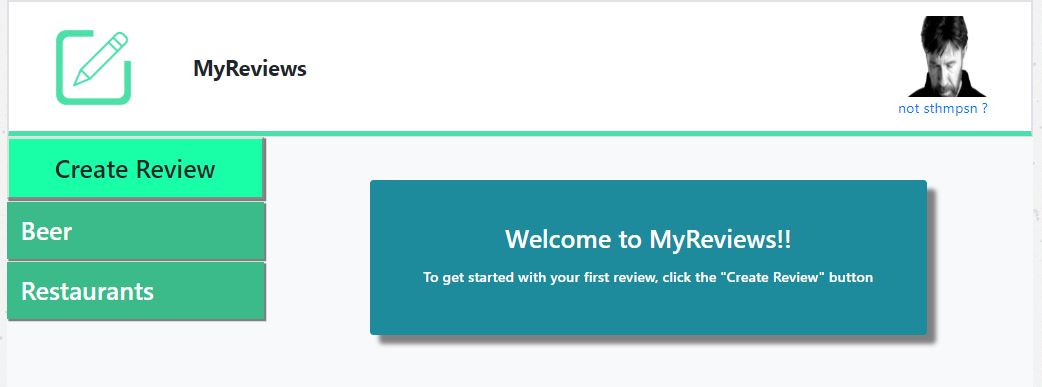 MyReviews
not sthmpsn ?
Create Review
Beer
Restaurants
Welcome to MyReviews!!
To get started with your first review, click the "Create Review" button